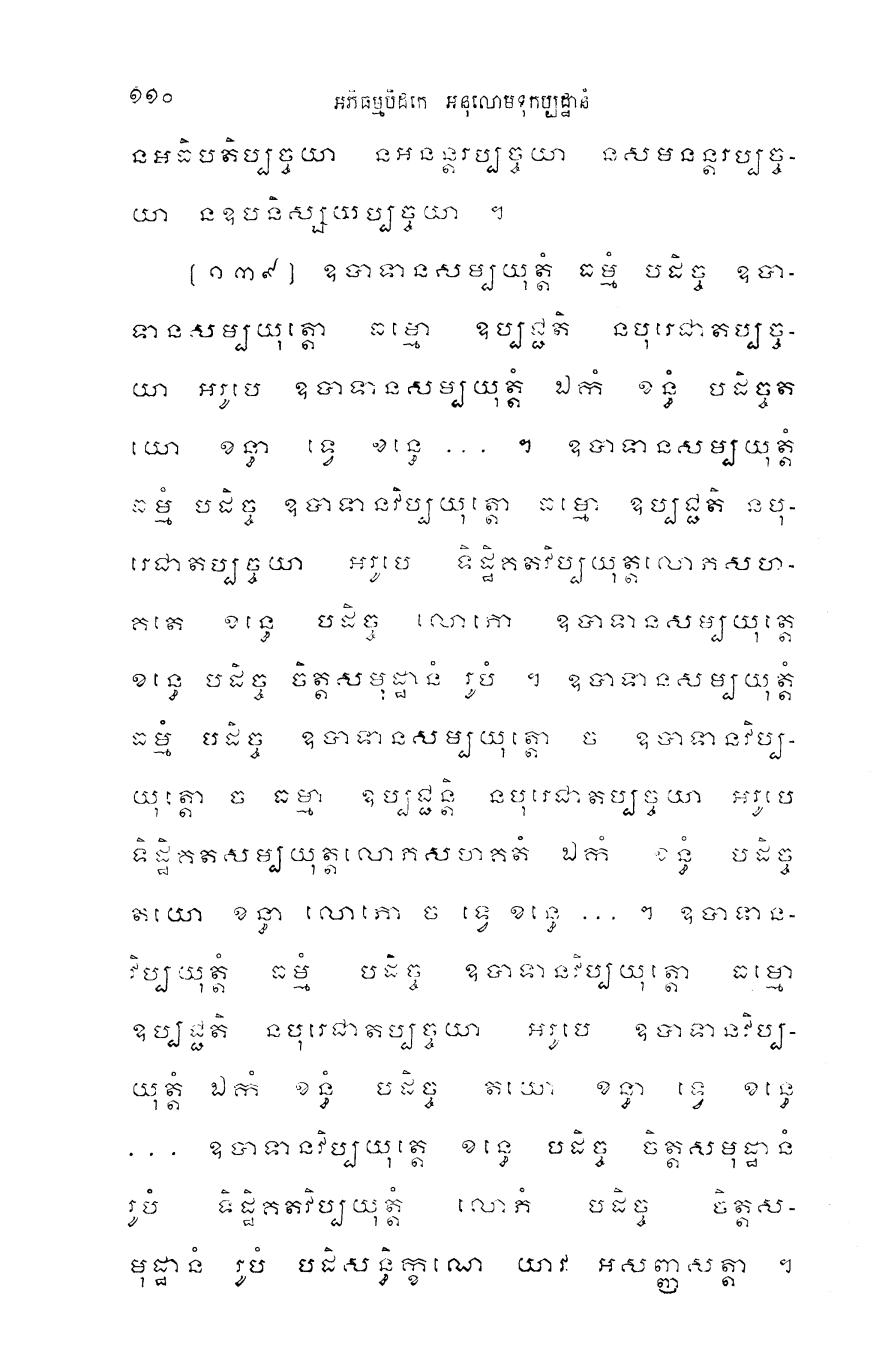 ១១០ អភិធម្មបិដកេ អនុលោមទុកប្បដ្ឋានំ
នអធិបតិប្បច្ចយា នអនន្តរប្បច្ចយា នសមនន្តរប្បច្ច-
យា នឧបនិស្សយប្បច្ចយា ។
[១៣៩] ឧបាទានសម្បយុត្តំ ធម្មំ បដិច្ច ឧបា-
ទានសម្បយុត្តោ ធម្មោ ឧប្បជ្ជតិ នបុរេជាតប្បច្ច-
យា អរូបេ ឧបាទានសម្បយុត្តំ ឯកំ ខន្ធំ បដិច្ច ត
យោ ខន្ធា ទ្វេ ខន្ធេ ... ។ ឧបាទានសម្បយុត្តំ
ធម្មំ បដិច្ច ឧបាទានវិប្បយុត្តោ ធម្មោ ឧប្បជ្ជតិ នបុ-
រេជាតប្បច្ចយា អរូបេ ទិដ្ឋិគតវិប្បយុត្តលោភសហ-
គតេ ខន្ធេ បដិច្ច លោភោ ឧបាទានសម្បយុត្តេ
ខន្ធេ បដិច្ច ចិត្តសមុដ្ឋានំ រូបំ ។ ឧបាទានសម្បយុត្តំ
ធម្មំ បដិច្ច ឧបាទានសម្បយុត្តោ ច ឧបាទានវិប្ប-
យុត្តោ ច ធម្មា ឧប្បជ្ជន្តិ នបុរេជាតប្បច្ចយា អរូបេ
ទិដ្ឋិគតសម្បយុត្តលោភសហគតំ ឯកំ ខន្ធំ បដិច្ច
តយោ ខន្ធា លោភោ ច ទ្វេ ខន្ធេ ... ។ ឧបាទាន-
វិប្បយុត្តំ ធម្មំ បដិច្ច ឧបាទានវិប្បយុត្តោ ធម្មោ
ឧប្បជ្ជតិ នបុរេជាតប្បច្ចយា អរូបេ ឧបាទានវិប្ប-
យុត្តំ ឯកំ ខន្ធំ បដិច្ច តយោ ខន្ធា ទ្វេ ខន្ធេ
... ឧបាទានវិប្បយុត្តេ ខន្ធេ បដិច្ច ចិត្តសមុដ្ឋានំ
រូបំ ទិដ្ឋិគតវិប្បយុត្តំ លោភំ បដិច្ច ចិត្តស-
មុដ្ឋានំ រូបំ បដិសន្ធិក្ខណេ យាវ អសញ្ញសត្តា ។